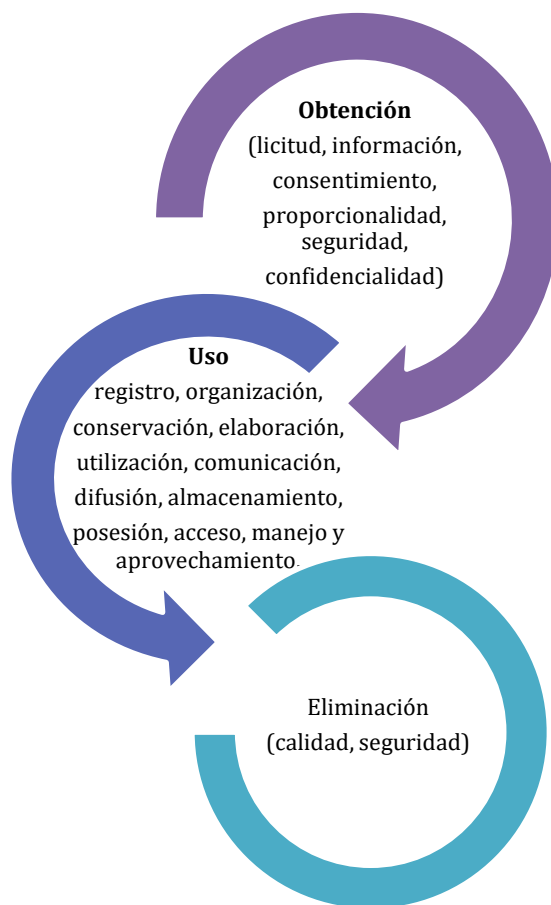 Obtención
(licitud, información,
consentimiento,
proporcionalidad,
seguridad,
confidencialidad)
Uso
registro, organización,
conservación, elaboración,
utilización, comunicación,
difusión, almacenamiento,
posesión, acceso, manejo y
aprovechamiento.
Eliminación
(calidad, seguridad)